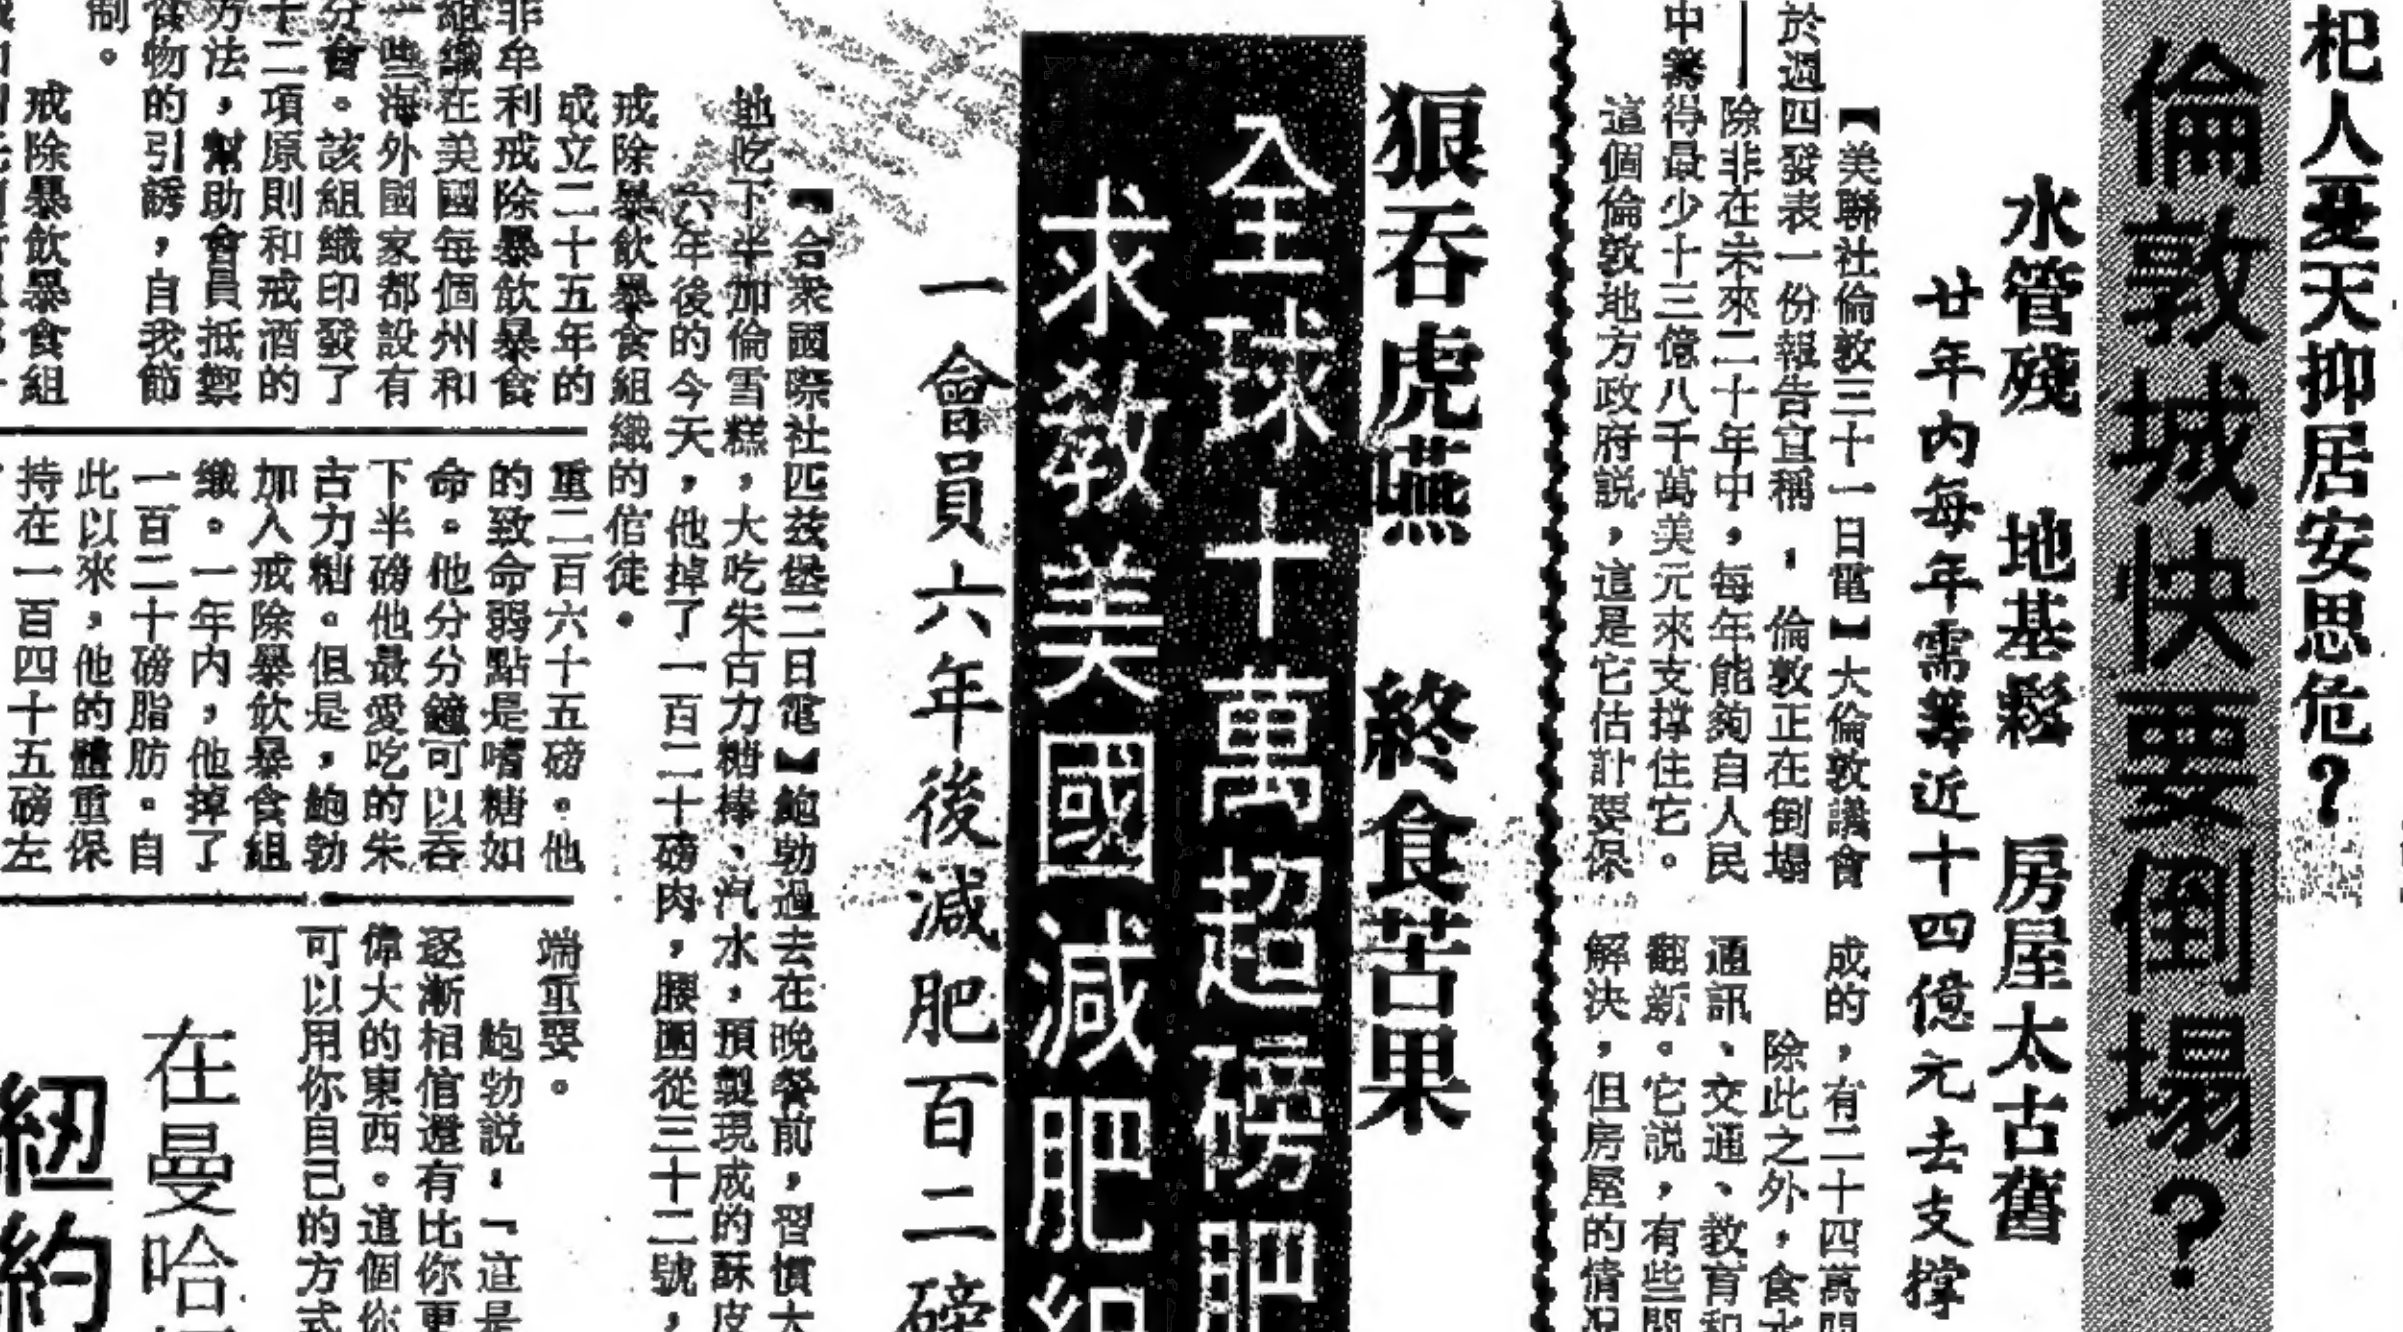 杞人憂天抑居安思危？
倫敦城快要倒塌？
水管殘　地基鬆　房屋太古舊
廿年内每年需籌近十四億元去支撑
【美聯社倫敦三十一日電】大倫敦議會
於週四發表一份報告宣稱，倫敦正在倒塌
——除非在未來二十年中，每年能夠自人民
中籌得最少十三億八千萬美元來支撑住它。
這個倫敦地方政府説，這是它估計要保
成的，有二十四萬間
除此之外，食水
通訊、文通、教育和
翻新。它説，有些問
解決，但房屋的情況
狼吞虎嚥　終食苦果
全球十萬超磅肥
求教美國減肥組
一會員六年後減肥百二磅
【合衆國際社匹兹堡二日電】鮑勃過去在晚餐前，習慣大
地吃下半加倫雪糕，大吃朱古力糖棒、汽水，預製現成的酥皮
六年後的今天，他掉了一百二十磅肉，腰圍從三十二號，
戒除暴飲暴食組織的信徒。
成立二十五年的
非牟利戒除暴飲暴食
組織在美國每個州和
一些海外國家都設有
分會。該組織印發了
十二項原則和戒酒的
方法，幫助會員抵禦
食物的引誘，自我節
制。
戒除暴飲暴食組
重二百六十五磅。他
的致命弱點是嗜糖如
命。他分分鐘可以吞
下半磅他最愛吃的朱
古力糖。但是，鮑勃
加入戒除暴飲暴食組
織。一年内，他掉了
一百二十磅脂肪。自
此以來，他的體重保
持在一百四十五磅左
端重要。
鮑勃説，「這是
逐漸相信還有比你更
偉大的東西。這個你
可以用你自己的方式
在曼哈
紐約